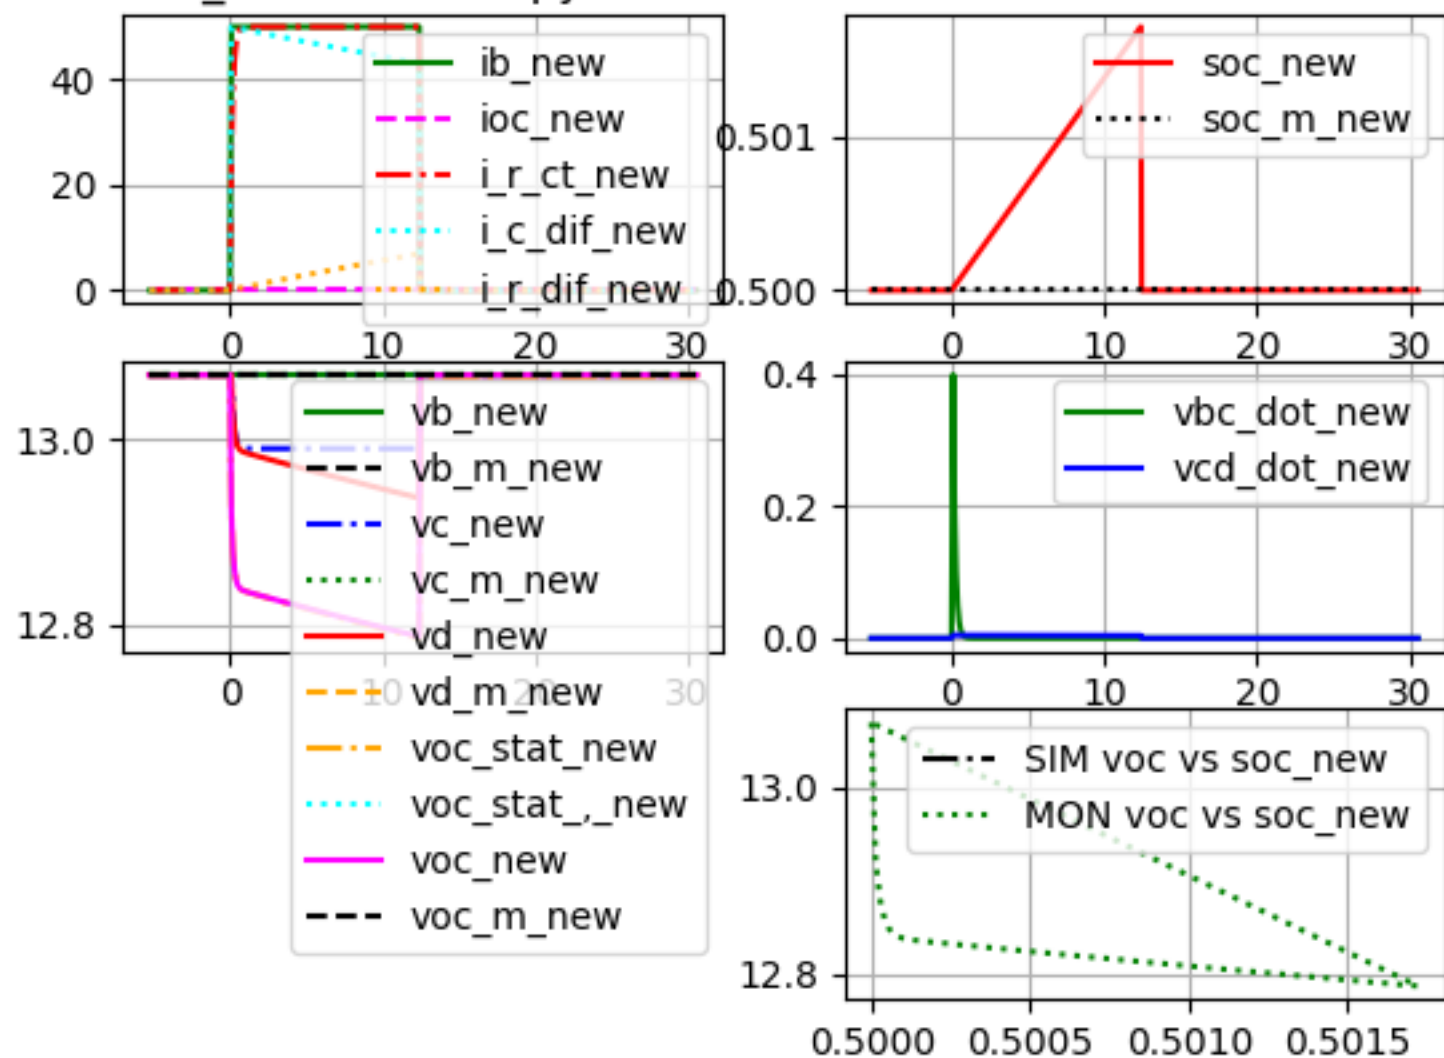 40
20
0
ib_new
ioc_new
i_r_ct_new
i_c_dif_new
i_r_dif_new
0 10 20 30
0.501
0.500
soc_new
soc_m_new
0 10 20 30
13.0
12.8
vb_new
vb_m_new
vc_new
vc_m_new
vd_new
vd_m_new
voc_stat_new
voc_stat_,_new
voc_new
voc_m_new
0 10 30
0.4
0.2
0.0
vbc_dot_new
vcd_dot_new
0 10 20 30
13.0
12.8
SIM voc vs soc_new
MON voc vs soc_new
0.5000 0.5005 0.5010 0.5015